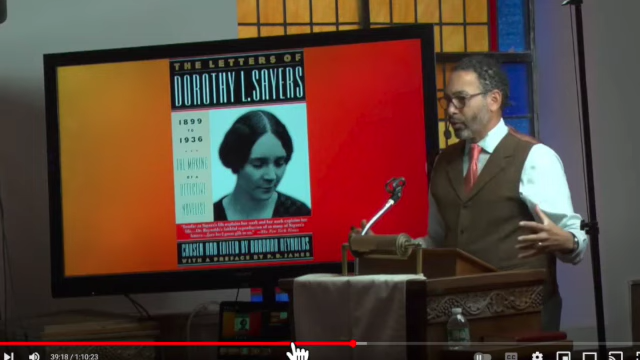 THE LETTERS OF
DOROTHY L. SAYERS
1899
TO
1936
THE MAKING
OF A
DETECTIVE
NOVELIST
CHOSEN AND EDITED BY BARBARA REYNOLDS
WITH A PREFACE BY P. D. JAMES
39:18 / 1:10:23